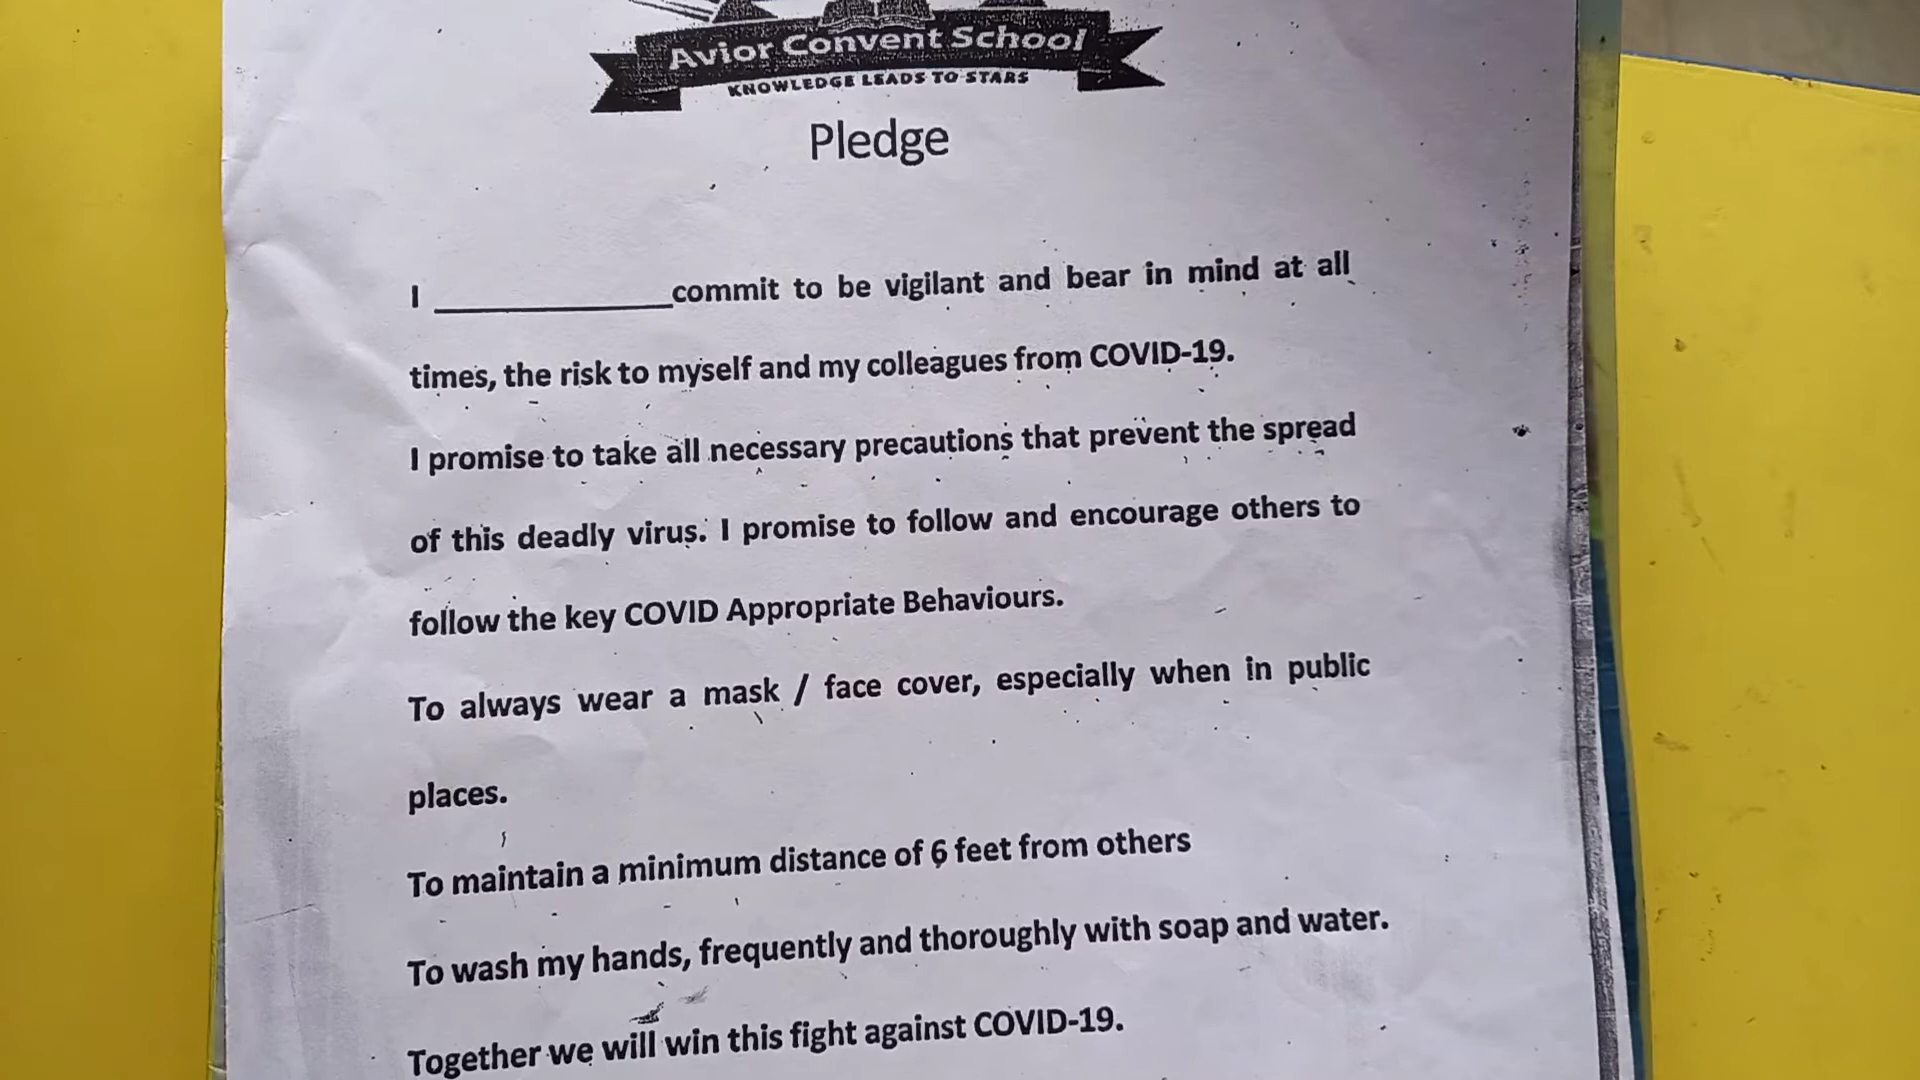 Avior Convent School
KNOWLEDGE LEADS TO STARS
Pledge
I ______________commit to be vigilant and bear in mind at all
times, the risk to myself and my colleagues from COVID-19.
I promise to take all necessary precautions that prevent the spread
of this deadly virus. I promise to follow and encourage others to
follow the key COVID Appropriate Behaviours.
To always wear a mask / face cover, especially when in public
places.
To maintain a minimum distance of 6 feet from others
To wash my hands, frequently and thoroughly with soap and water.
Together we will win this fight against COVID-19.